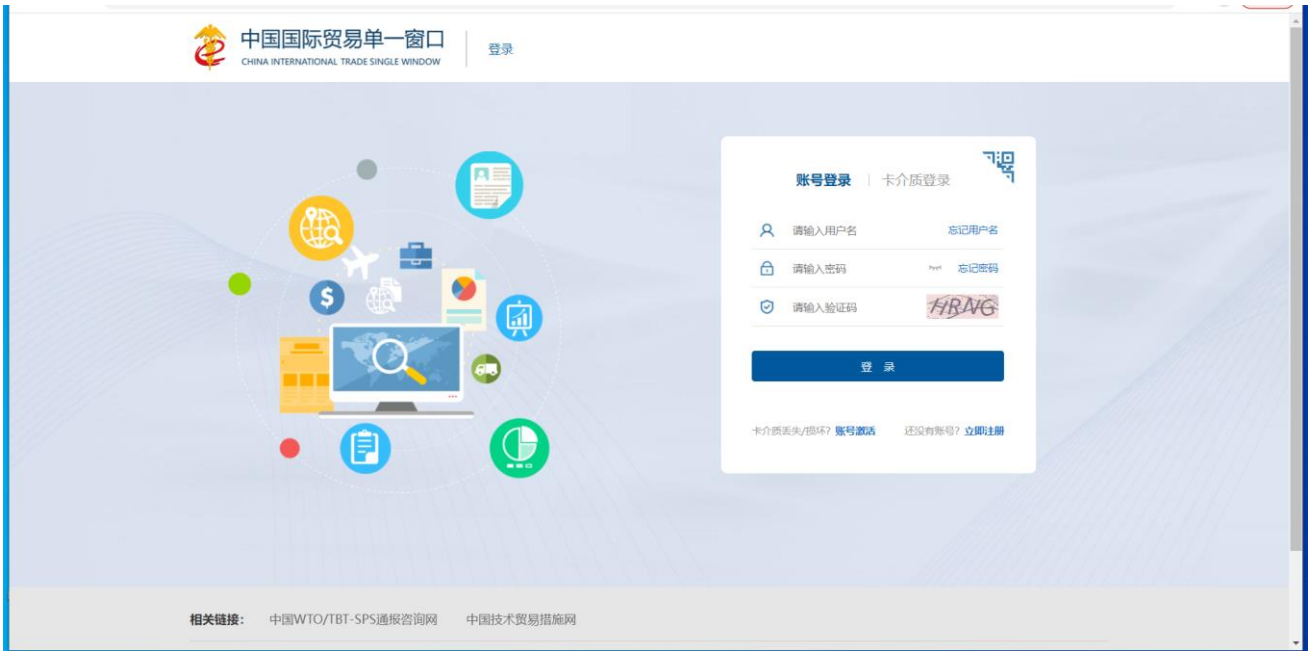 中国国际贸易单一窗口
CHINA INTERNATIONAL TRADE SINGLE WINDOW
登录
账号登录 卡介质登录
请输入用户名 忘记用户名
请输入密码 忘记密码
请输入验证码 HRNG
登 录
卡介质丢失/损坏? 账号激活 还没有账号? 立即注册
相关链接: 中国WTO/TBT-SPS通报咨询网 中国技术贸易措施网